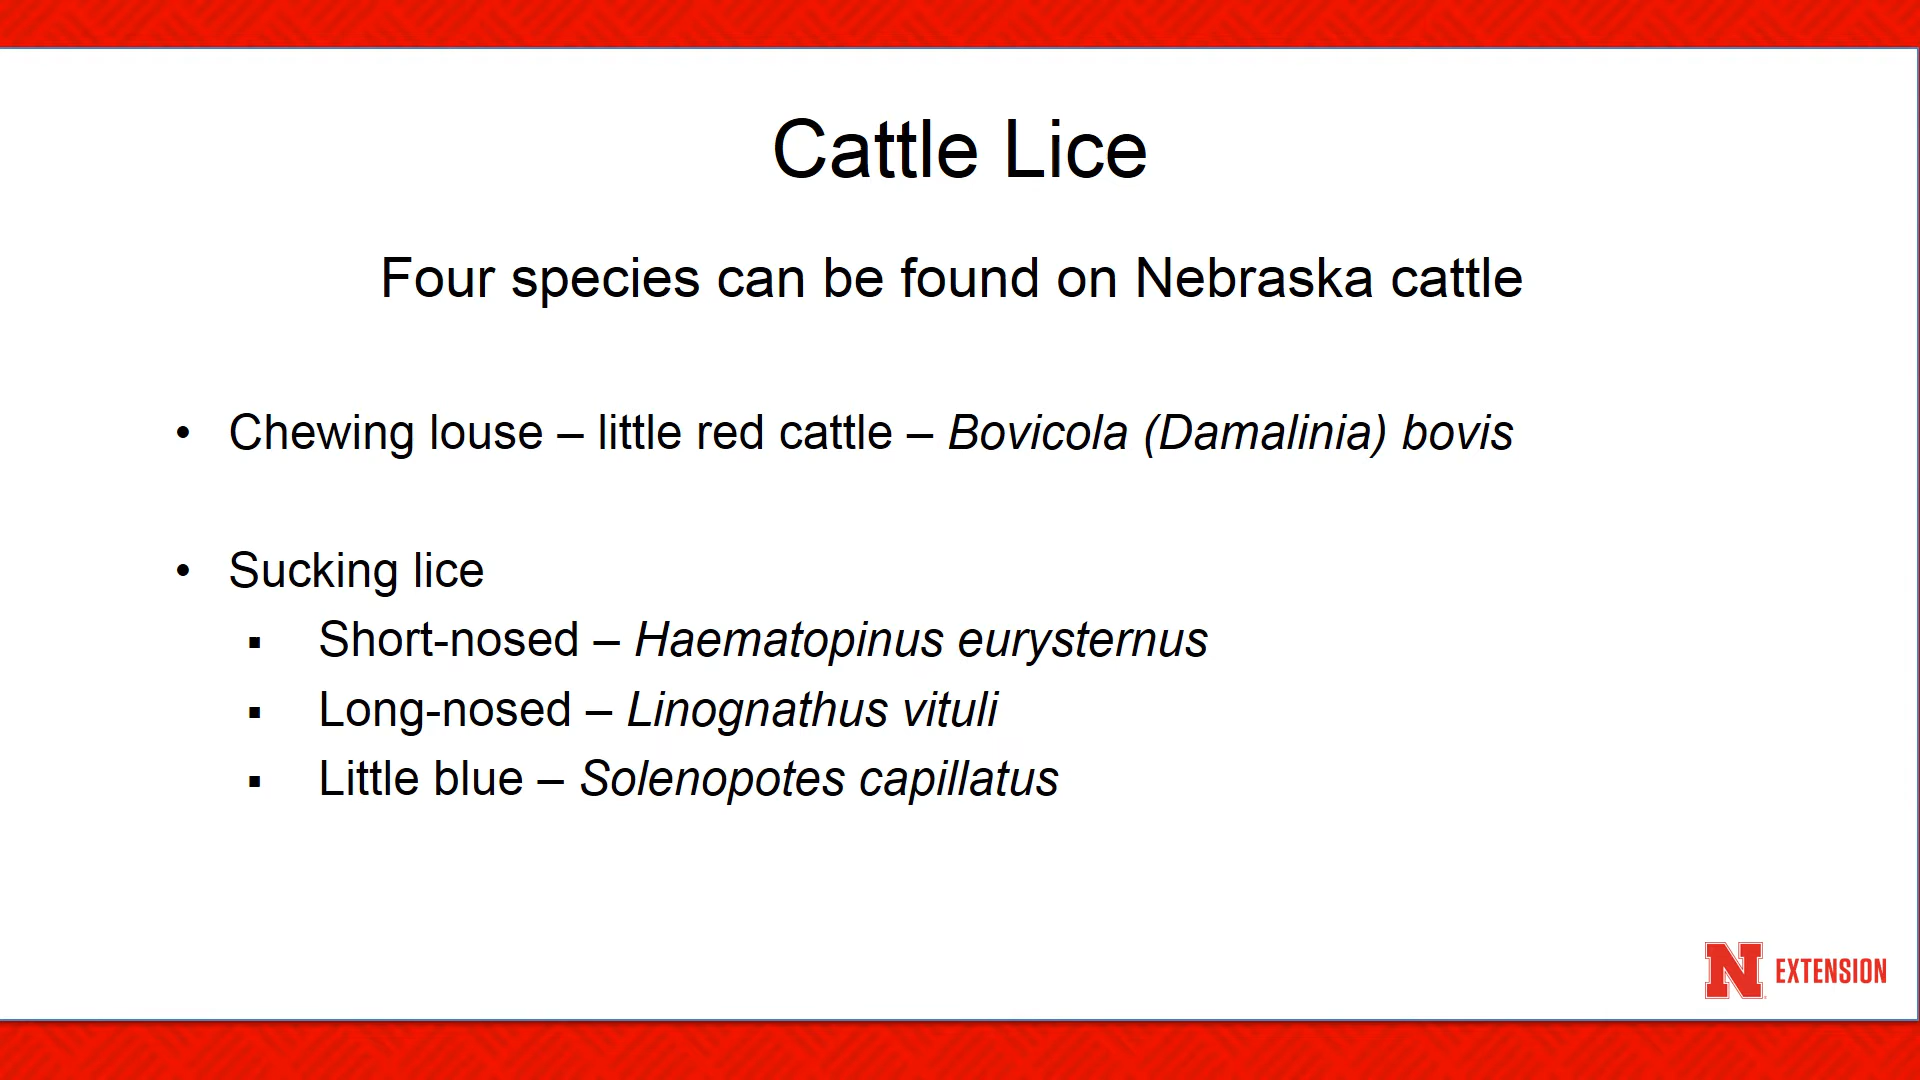 Cattle Lice
Four species can be found on Nebraska cattle
• Chewing louse – little red cattle – Bovicola (Damalinia) bovis
• Sucking lice
▪ Short-nosed – Haematopinus eurysternus
▪ Long-nosed – Linognathus vituli
▪ Little blue – Solenopotes capillatus
N EXTENSION